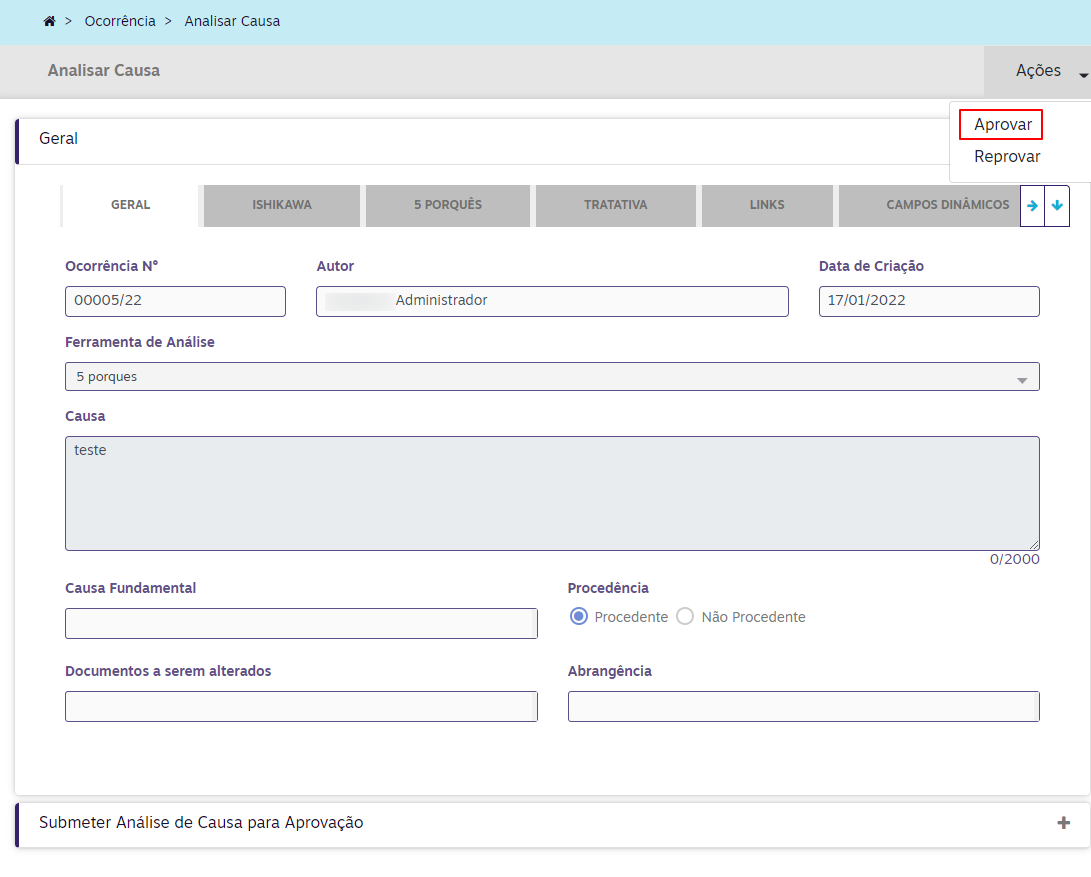 > Ocorrência > Analisar Causa
Analisar Causa
Ações
Aprovar
Reprovar
Geral
GERAL ISHIKAWA 5 PORQUÊS TRATATIVA LINKS CAMPOS DINÂMICOS
Ocorrência Nº Autor Data de Criação
00005/22 Administrador 17/01/2022
Ferramenta de Análise
5 porques
Causa
teste
0/2000
Causa Fundamental Procedência
Procedente Não Procedente
Documentos a serem alterados Abrangência
Submeter Análise de Causa para Aprovação